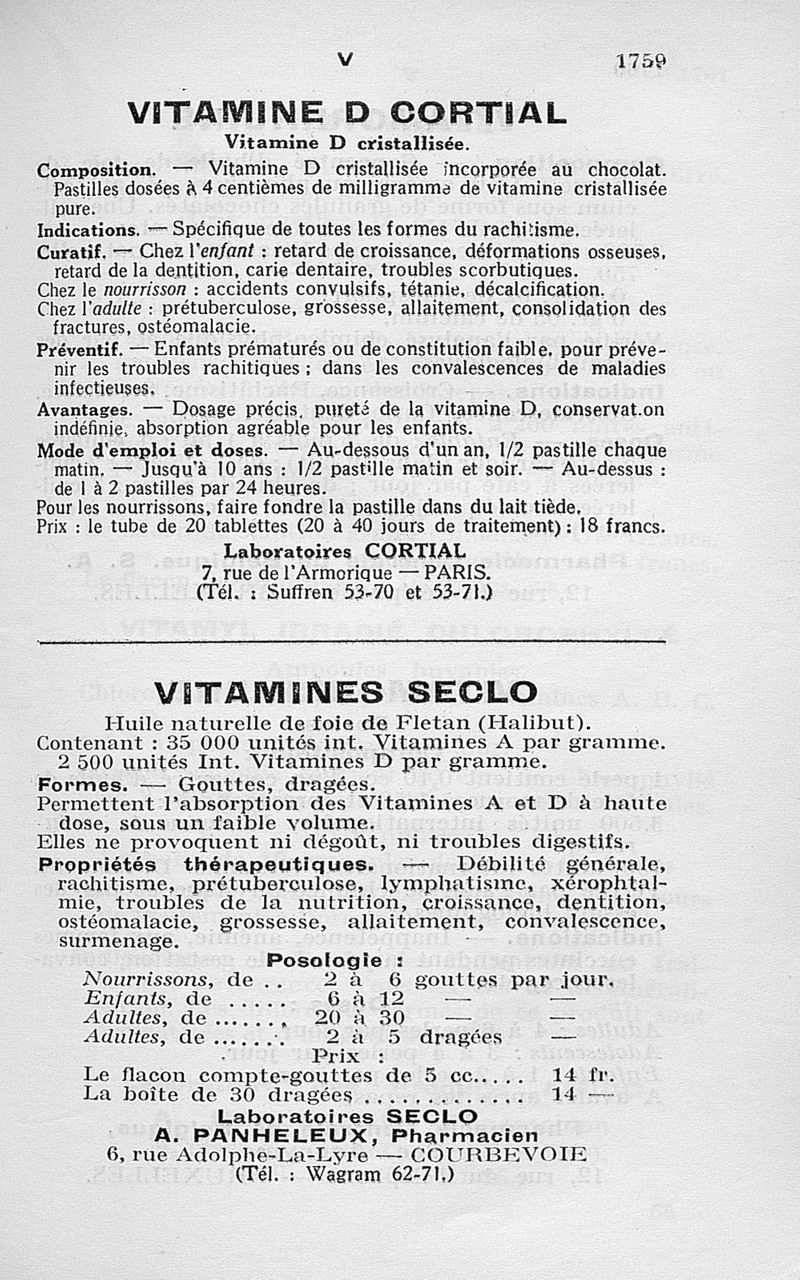 V 1759
VITAMINE D CORTIAL
Vitamine D cristallisée.
Composition. — Vitamine D cristallisée incorporée au chocolat.
Pastilles dosées à 4 centièmes de milligramme de vitamine cristallisée
pure.
Indications. — Spécifique de toutes les formes du rachitisme.
Curatif. — Chez l'enfant : retard de croissance, déformations osseuses,
retard de la dentition, carie dentaire, troubles scorbutiques.
Chez le nourrisson : accidents convulsifs, tétanie, décalcification.
Chez l'adulte : prétuberculose, grossesse, allaitement, consolidation des
fractures, ostéomalacie.
Préventif. — Enfants prématurés ou de constitution faible, pour préve-
nir les troubles rachitiques ; dans les convalescences de maladies
infectieuses.
Avantages. — Dosage précis, pureté de la vitamine D, conservation
indéfinie, absorption agréable pour les enfants.
Mode d'emploi et doses. — Au-dessous d'un an, 1/2 pastille chaque
matin. — Jusqu'à 10 ans : 1/2 pastille matin et soir. — Au-dessus :
de 1 à 2 pastilles par 24 heures.
Pour les nourrissons, faire fondre la pastille dans du lait tiède.
Prix : le tube de 20 tablettes (20 à 40 jours de traitement) : 18 francs.
Laboratoires CORTIAL
7, rue de l'Armorique — PARIS.
(Tél. : Suffren 53-70 et 53-71.)
VITAMINES SECLO
Huile naturelle de foie de Fletan (Halibut).
Contenant : 35 000 unités int. Vitamines A par gramme.
2 500 unités Int. Vitamines D par gramme.
Formes. — Gouttes, dragées.
Permettent l'absorption des Vitamines A et D à haute
dose, sous un faible volume.
Elles ne provoquent ni dégoût, ni troubles digestifs.
Propriétés thérapeutiques. — Débilité générale,
rachitisme, prétuberculose, lymphatisme, xérophtal-
mie, troubles de la nutrition, croissance, dentition,
ostéomalacie, grossesse, allaitement, convalescence,
surmenage.
Posologie :
Nourrissons, de .. 2 à 6 gouttes par jour.
Enfants, de ..... 6 à 12 — —
Adultes, de ....... 20 à 30 — —
Adultes, de ....... 2 à 5 dragées —
Prix :
Le flacon compte-gouttes de 5 cc..... 14 fr.
La boîte de 30 dragées ............. 14 —
Laboratoires SECLO
A. PANHELEUX, Pharmacien
6, rue Adolphe-La-Lyre — COURBEVOIE
(Tél. : Wagram 62-71.)